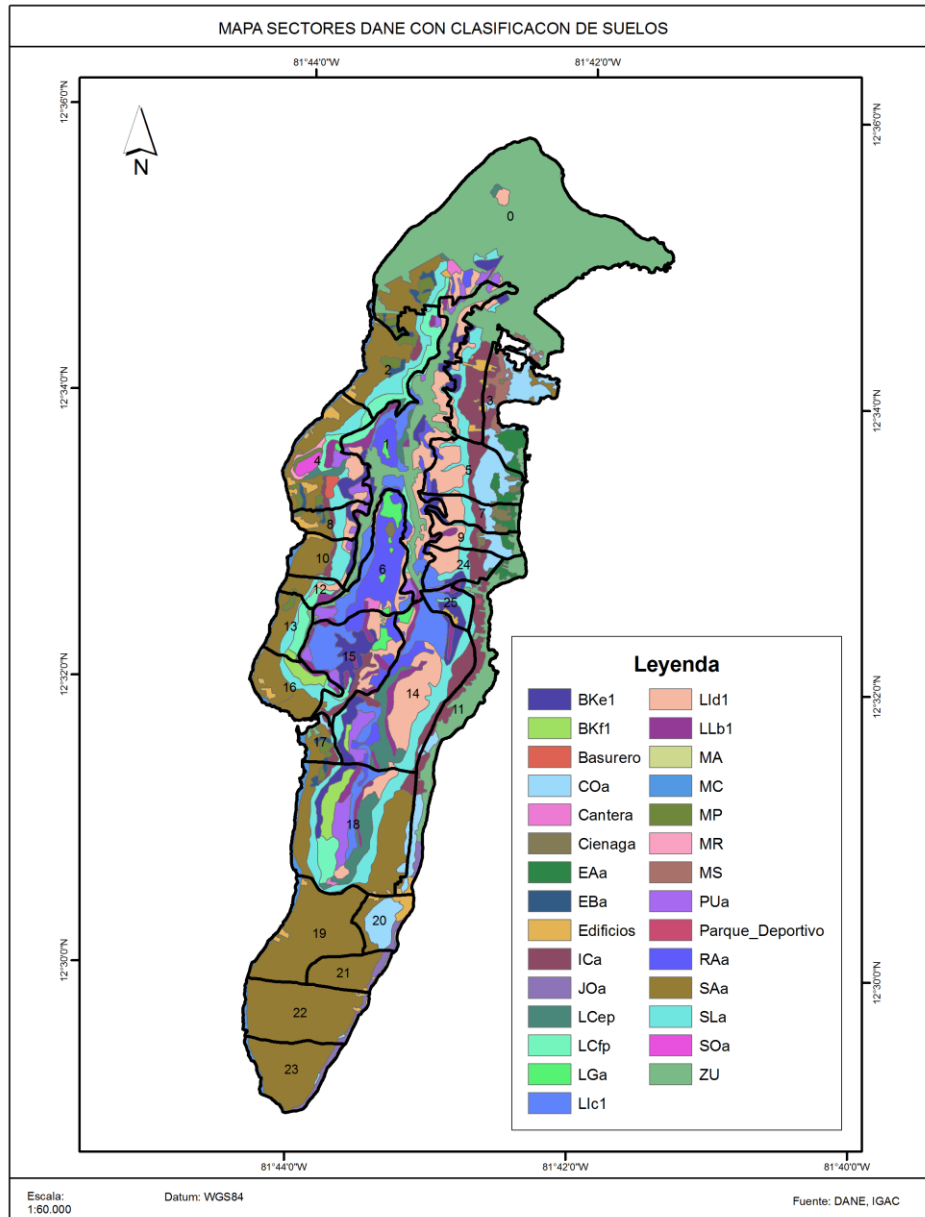 MAPA SECTORES DANE CON CLASIFICACON DE SUELOS
81°44'0"W
81°42'0"W
12°36'0"N
12°36'0"N
N
0
2
3
12°34'0"N
12°34'0"N
1
4
5
7
8
9
10
24
6
12
25
13
15
12°32'0"N
12°32'0"N
16
14
11
17
18
20
19
12°30'0"N
12°30'0"N
21
22
23
Leyenda
BKe1
BKf1
Basurero
COa
Cantera
Cienaga
EAa
EBa
Edificios
ICa
JOa
LCep
LCfp
LGa
LIc1
LId1
LLb1
MA
MC
MP
MR
MS
PUa
Parque_Deportivo
RAa
SAa
SLa
SOa
ZU
81°44'0"W
81°42'0"W
81°40'0"W
Escala:
1:60.000
Datum: WGS84
Fuente: DANE, IGAC